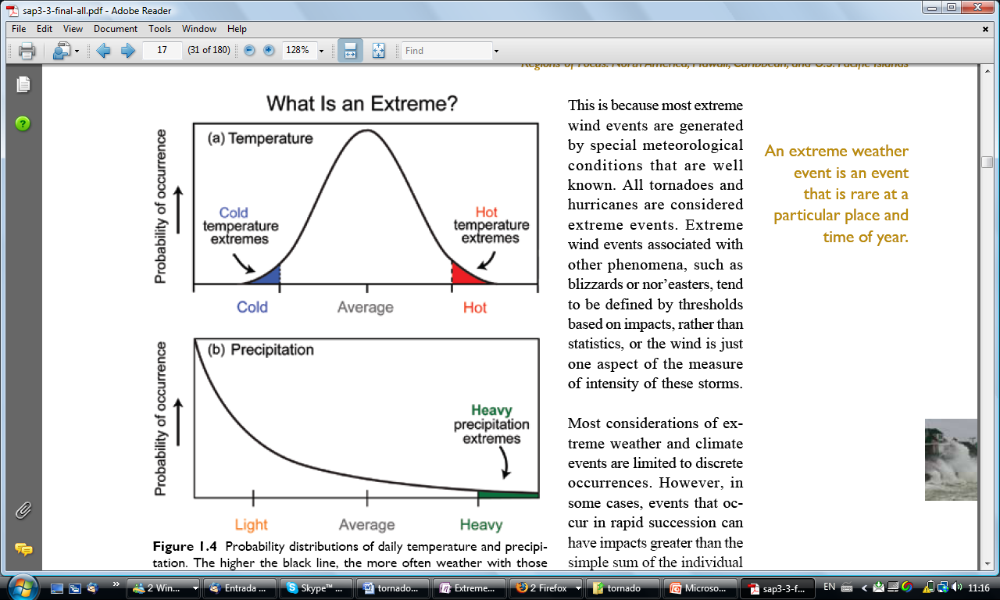 sap3-3-final-all.pdf - Adobe Reader
File Edit View Document Tools Window Help
17 (31 of 180) 128% Find
Regions of Focus: North America, Hawaii, Caribbean, and U.S. Pacific Islands
What Is an Extreme?
(a) Temperature
Probability of occurrence
Cold
temperature
extremes
Hot
temperature
extremes
Cold Average Hot
(b) Precipitation
Probability of occurrence
Heavy
precipitation
extremes
Light Average Heavy
Figure 1.4 Probability distributions of daily temperature and precipi-
tation. The higher the black line, the more often weather with those
This is because most extreme
wind events are generated
by special meteorological
conditions that are well
known. All tornadoes and
hurricanes are considered
extreme events. Extreme
wind events associated with
other phenomena, such as
blizzards or nor’easters, tend
to be defined by thresholds
based on impacts, rather than
statistics, or the wind is just
one aspect of the measure
of intensity of these storms.
Most considerations of ex-
treme weather and climate
events are limited to discrete
occurrences. However, in
some cases, events that oc-
cur in rapid succession can
have impacts greater than the
simple sum of the individual
An extreme weather
event is an event
that is rare at a
particular place and
time of year.
2 Win... Entrada ... Skype™ ... tornado... Extreme... 2 Firefox tornado Microso... sap3-3-f... EN 11:16